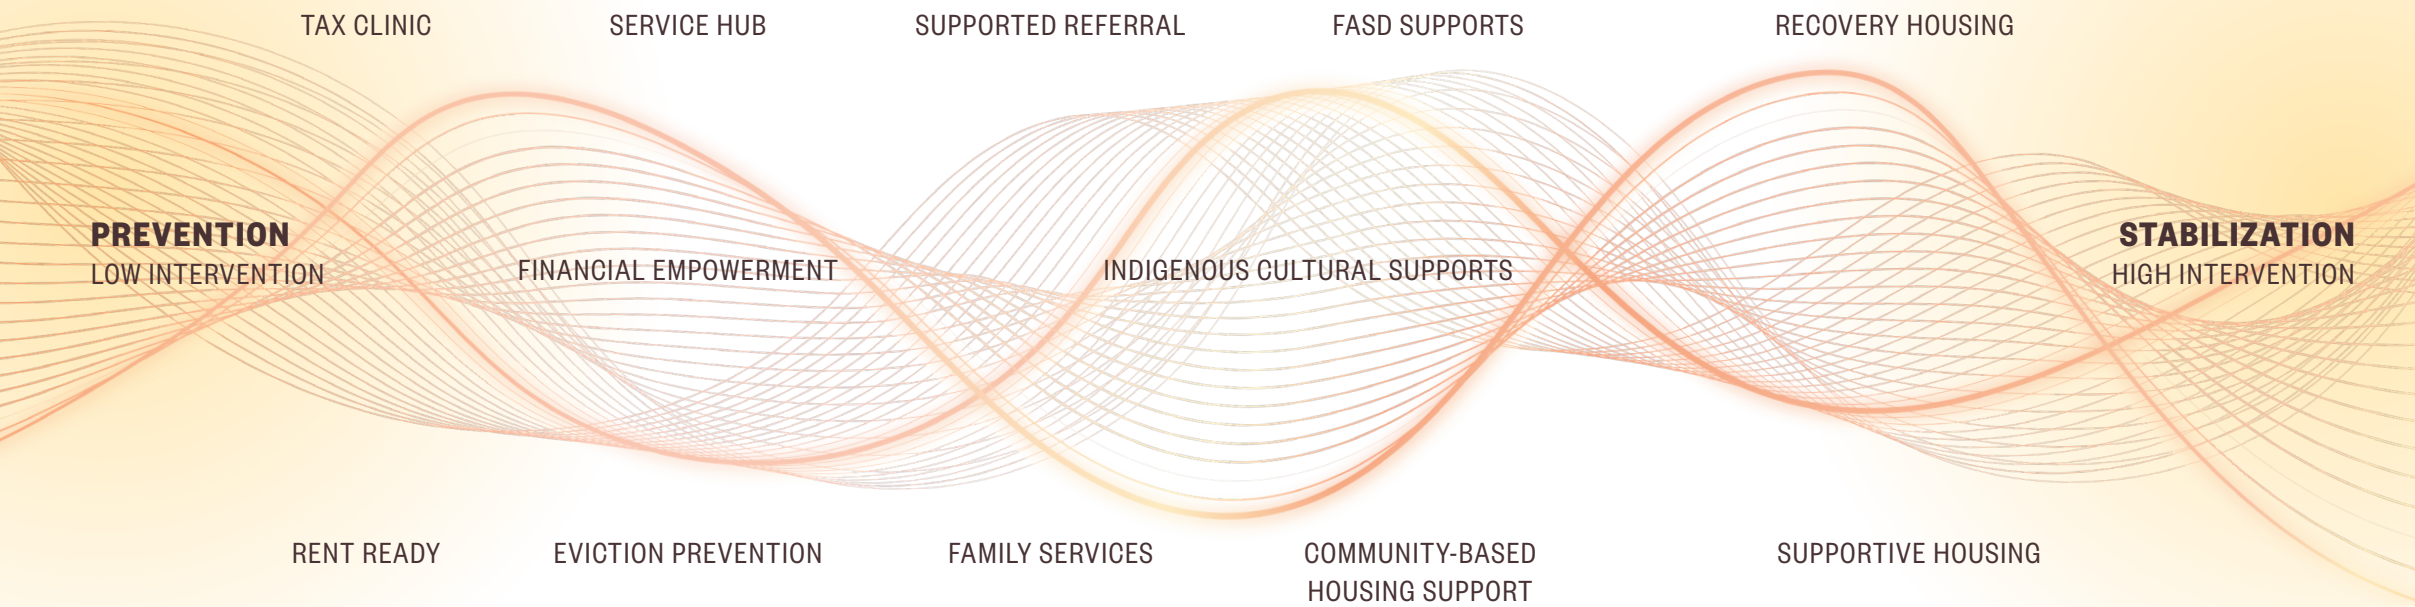 TAX CLINIC
SERVICE HUB
SUPPORTED REFERRAL
FASD SUPPORTS
RECOVERY HOUSING
PREVENTION
LOW INTERVENTION
FINANCIAL EMPOWERMENT
INDIGENOUS CULTURAL SUPPORTS
STABILIZATION
HIGH INTERVENTION
RENT READY
EVICTION PREVENTION
FAMILY SERVICES
COMMUNITY-BASED
HOUSING SUPPORT
SUPPORTIVE HOUSING